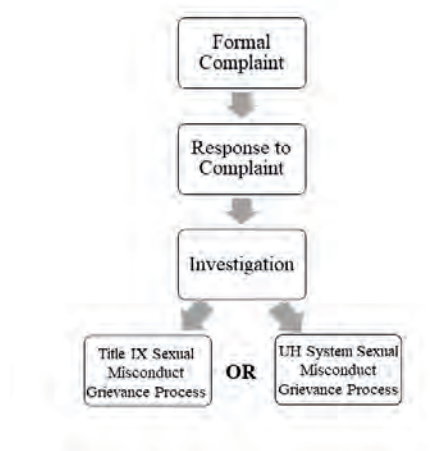 Formal
Complaint
Response to
Complaint
Investigation
Title IX Sexual
Misconduct
Grievance Process
OR
UH System Sexual
Misconduct
Grievance Process